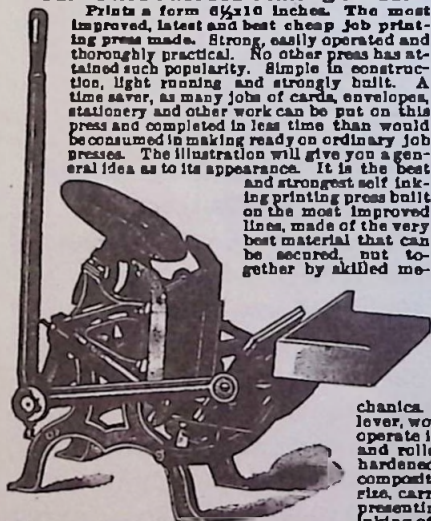 Prints a form 6½x10 inches. The most
improved, latest and best cheap job print-
ing press made. Strong, easily operated and
thoroughly practical. No other press has at-
tained such popularity. Simple in construc-
tion, light running and strongly built. A
time saver, as many jobs of cards, envelopes,
stationery and other work can be put on this
press and completed in less time than would
be consumed in making ready on ordinary job
presses. The illustration will give you a gen-
eral idea as to its appearance. It is the best
and strongest self ink-
ing printing press built
on the most improved
lines, made of the very
best material that can
be secured, put to-
gether by skilled me-
chanics.
lever, wo
operate i
and rolle
hardened
composit
rize, carr
presentin